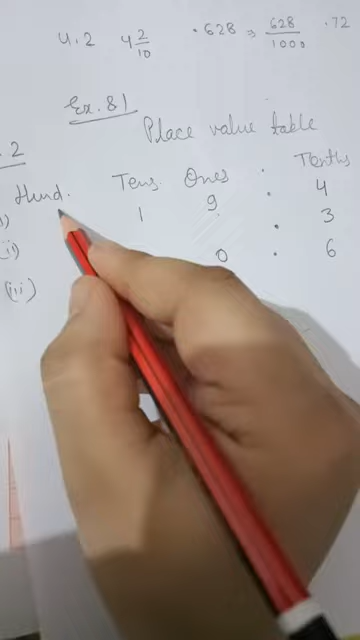 4.2 4 2/10 .628 ⇒ 628/1000 .72
Ex. 81
Place value table
.2
Hund. Tens Ones . Tenths
i) 1 9 . 4
ii) . 3
(iii) 0 . 6